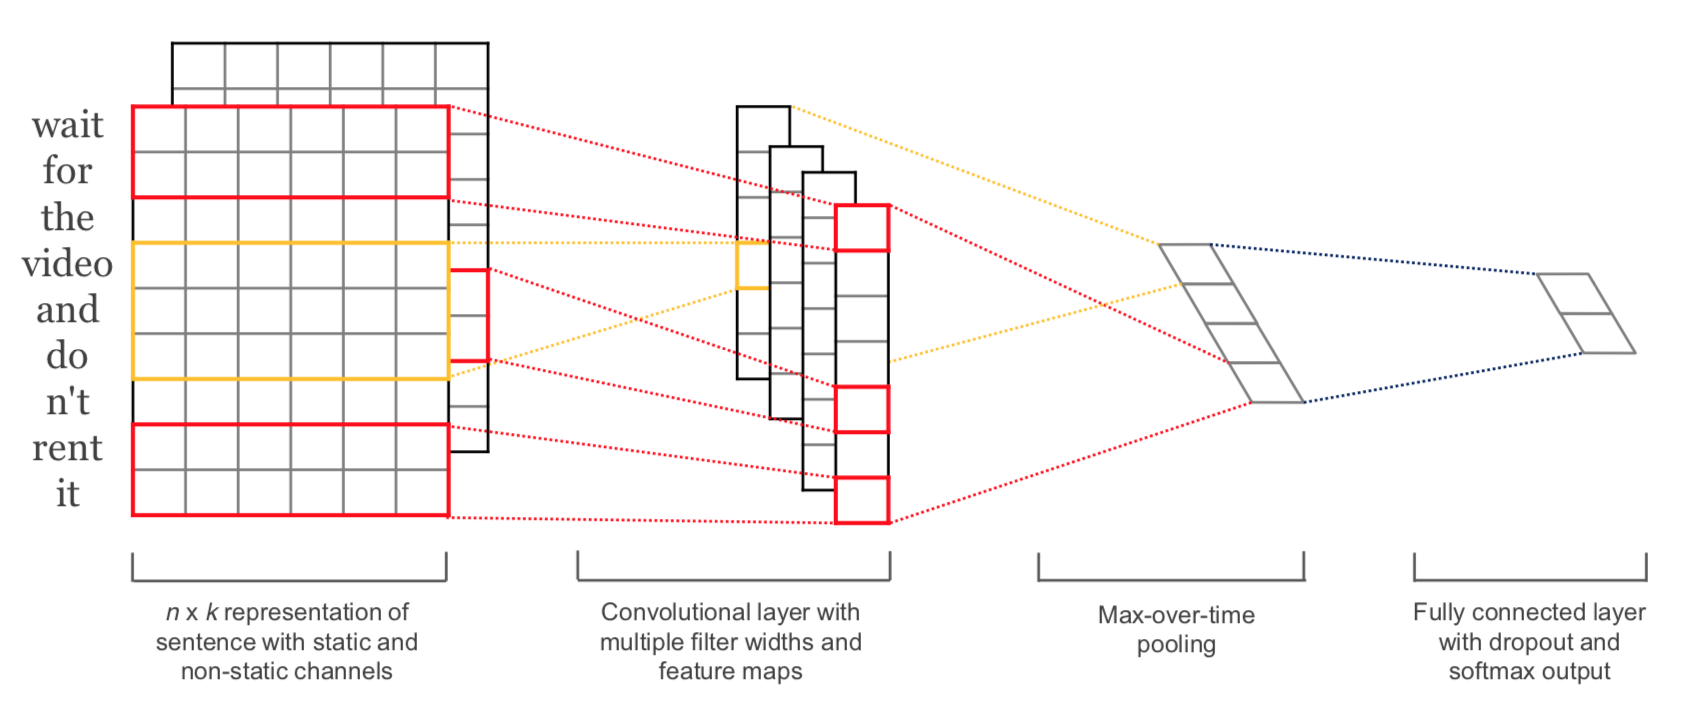 wait
for
the
video
and
do
n't
rent
it
n x k representation of
sentence with static and
non-static channels
Convolutional layer with
multiple filter widths and
feature maps
Max-over-time
pooling
Fully connected layer
with dropout and
softmax output